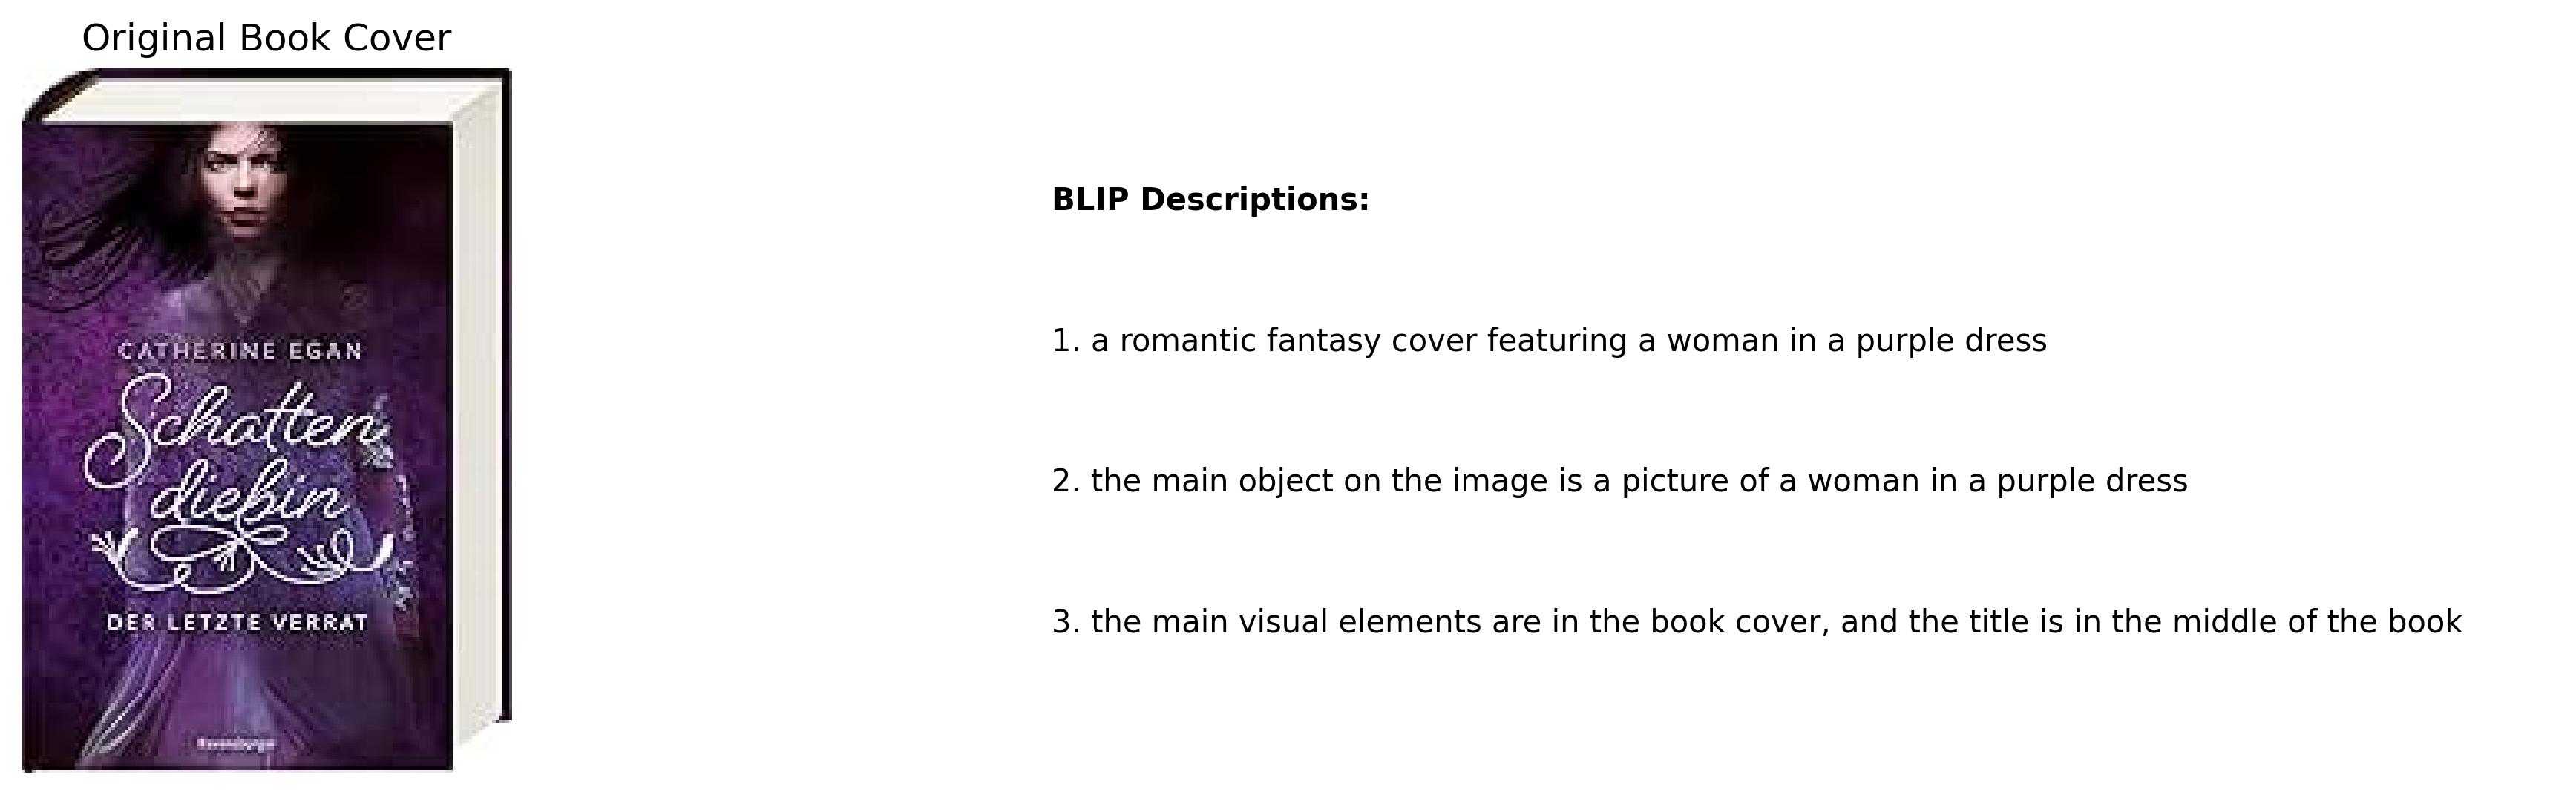 Original Book Cover
CATHERINE EGAN
Schatten
diebin
DER LETZTE VERRAT
Ravensburger
BLIP Descriptions:
1. a romantic fantasy cover featuring a woman in a purple dress
2. the main object on the image is a picture of a woman in a purple dress
3. the main visual elements are in the book cover, and the title is in the middle of the book